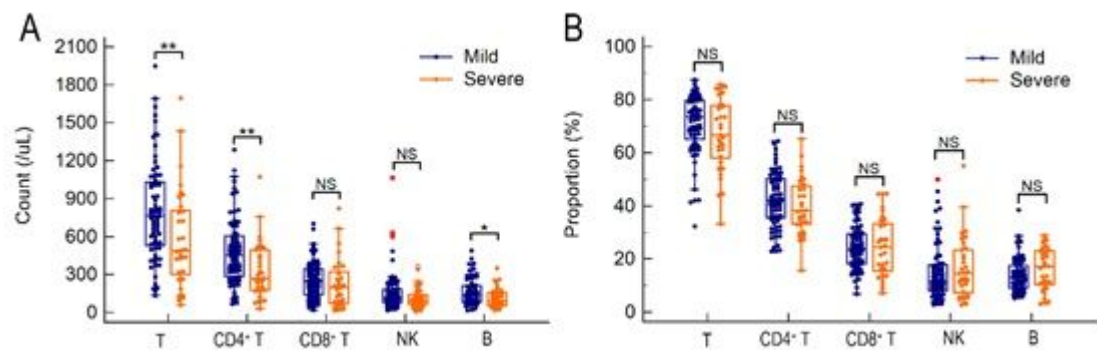 A
Count (/uL)
2100
1800
1500
1200
900
600
300
0
Mild
Severe
**
**
NS
NS
*
T
CD4+ T
CD8+ T
NK
B
B
Proportion (%)
100
80
60
40
20
0
Mild
Severe
NS
NS
NS
NS
NS
T
CD4+ T
CD8+ T
NK
B